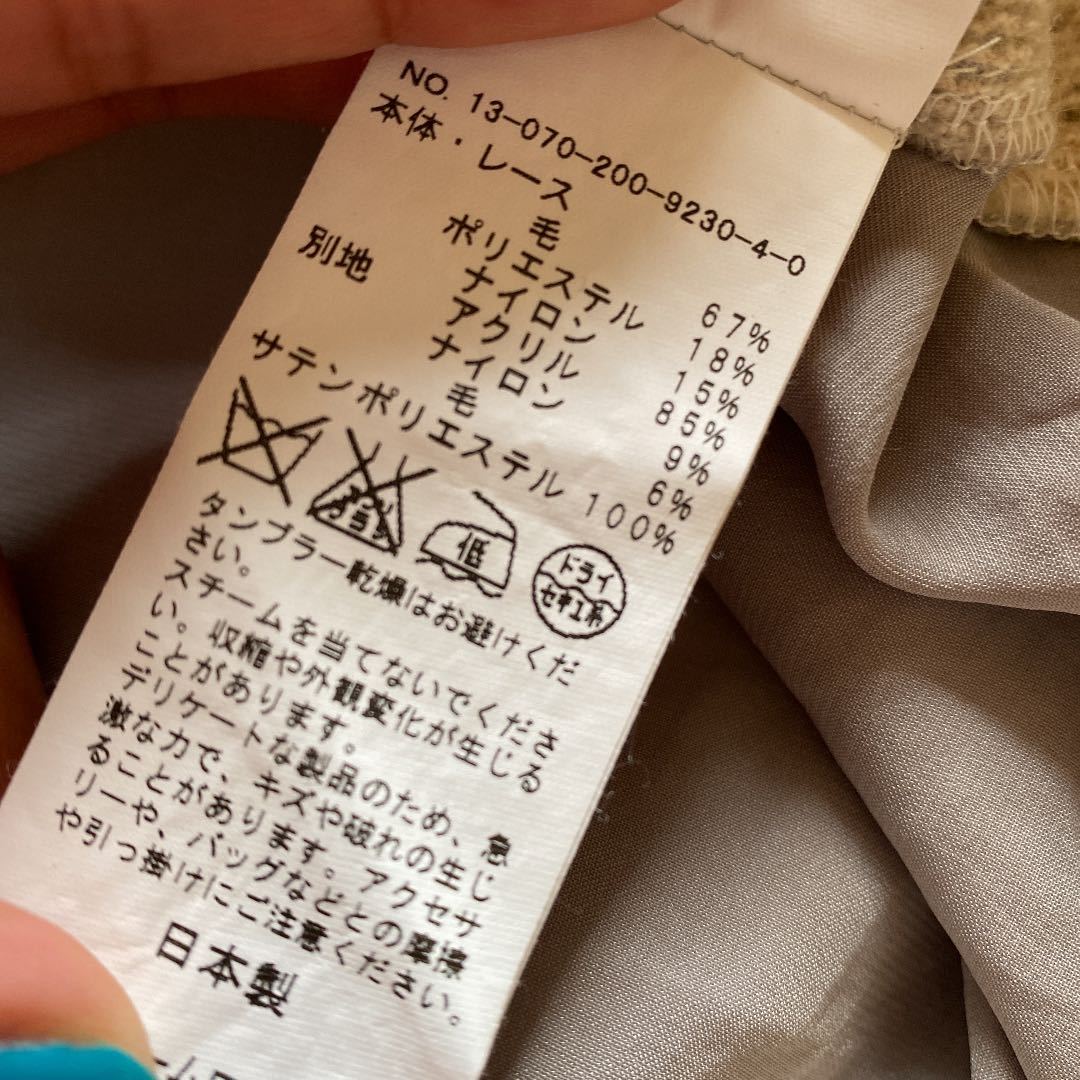 NO. 13-070-200-9230-4-0
本体・レース
毛 67%
ポリエステル 18%
ナイロン 15%
別地 アクリル 85%
ナイロン 9%
毛 6%
サテンポリエステル 100%
エンソサラシ
低
ドライ
セキユ系
タンブラー乾燥はお避けくだ
さい。
スチームを当てないでくださ
い。収縮や外観変化が生じる
ことがあります。
デリケートな製品のため、急
激な力で、キズや破れの生じ
ることがあります。アクセサ
リーや、バッグなどとの摩擦
や引っ掛けにご注意ください。
日本製